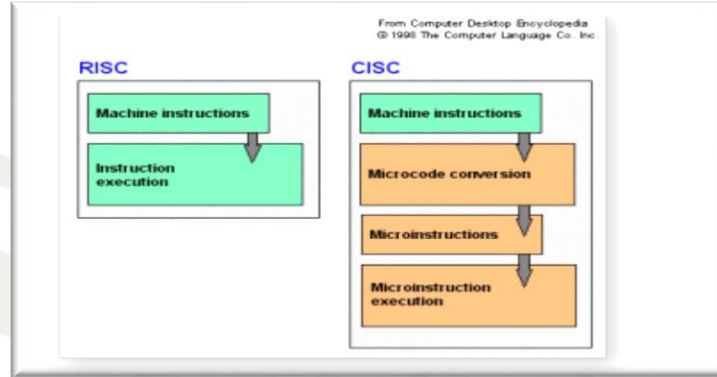 From Computer Desktop Encyclopedia
© 1998 The Computer Language Co. Inc.
RISC
Machine instructions
Instruction
execution
CISC
Machine instructions
Microcode conversion
Microinstructions
Microinstruction
execution